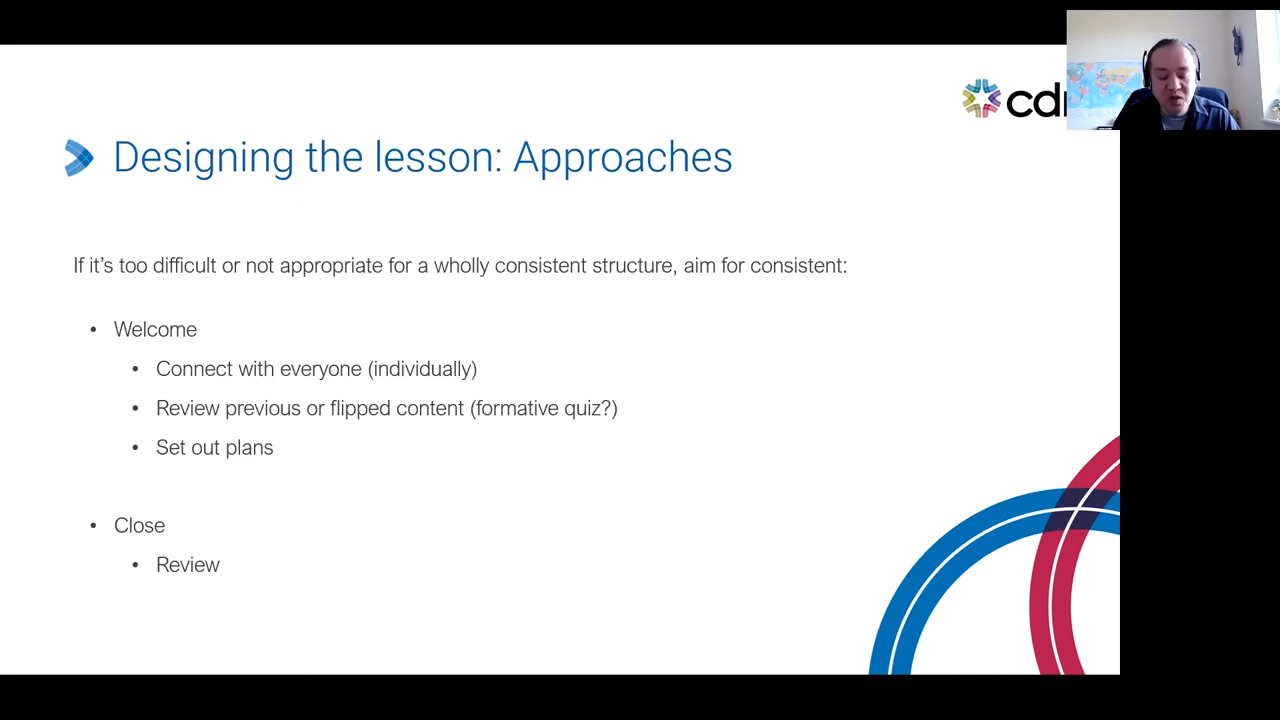 Designing the lesson: Approaches
If it's too difficult or not appropriate for a wholly consistent structure, aim for consistent:
• Welcome
• Connect with everyone (individually)
• Review previous or flipped content (formative quiz?)
• Set out plans
• Close
• Review